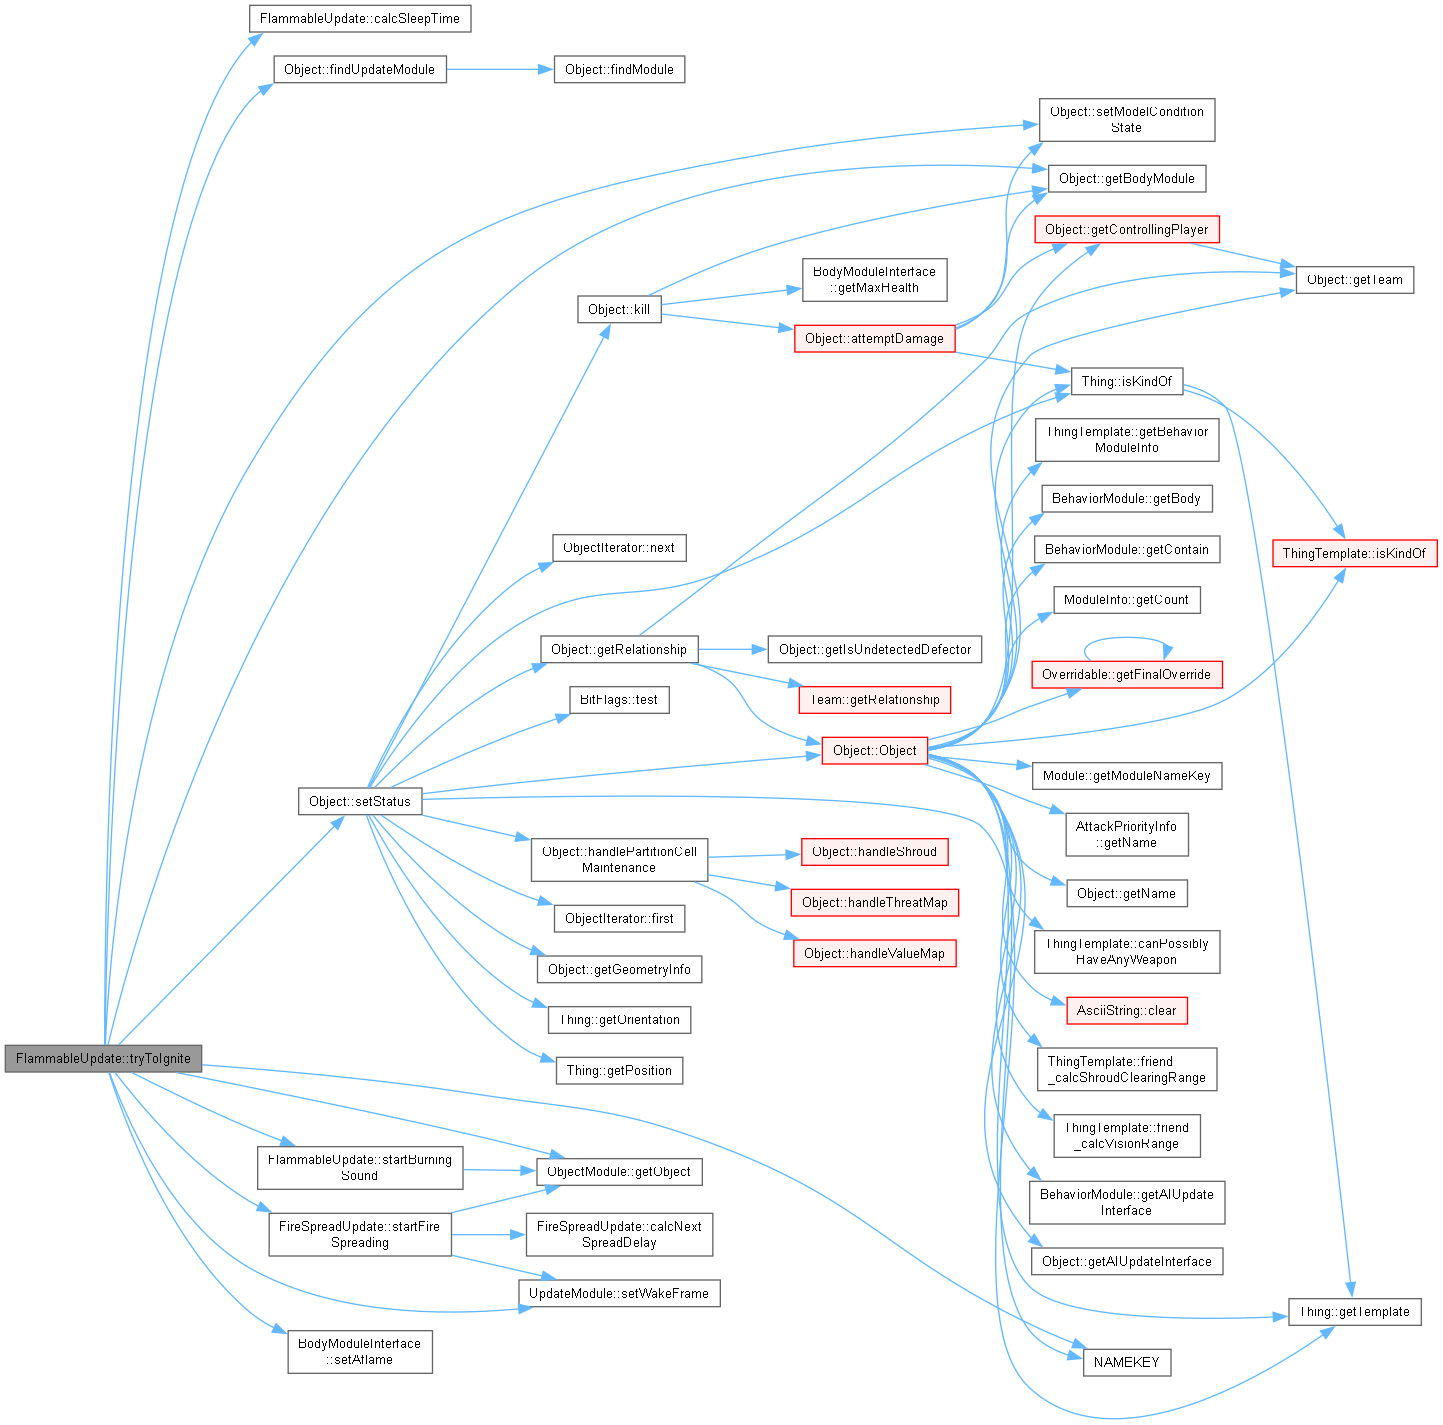 FlammableUpdate::calcSleepTime
Object::findUpdateModule
Object::findModule
Object::setModelCondition
State
Object::getBodyModule
Object::getControllingPlayer
Object::getTeam
BodyModuleInterface
::getMaxHealth
Object::kill
Object::attemptDamage
Thing::isKindOf
ThingTemplate::getBehavior
ModuleInfo
BehaviorModule::getBody
BehaviorModule::getContain
ObjectIterator::next
ThingTemplate::isKindOf
ModuleInfo::getCount
Object::getRelationship
Object::getIsUndetectedDefector
Overridable::getFinalOverride
BitFlags::test
Team::getRelationship
Object::Object
Module::getModuleNameKey
Object::setStatus
AttackPriorityInfo
::getName
Object::handlePartitionCell
Maintenance
Object::handleShroud
Object::getName
Object::handleThreatMap
ObjectIterator::first
Object::handleValueMap
ThingTemplate::canPossibly
HaveAnyWeapon
Object::getGeometryInfo
AsciiString::clear
Thing::getOrientation
FlammableUpdate::tryToIgnite
Thing::getPosition
ThingTemplate::friend
_calcShroudClearingRange
ThingTemplate::friend
_calcVisionRange
FlammableUpdate::startBurning
Sound
ObjectModule::getObject
BehaviorModule::getAIUpdate
Interface
FireSpreadUpdate::startFire
Spreading
FireSpreadUpdate::calcNext
SpreadDelay
Object::getAIUpdateInterface
UpdateModule::setWakeFrame
Thing::getTemplate
BodyModuleInterface
::setAflame
NAMEKEY